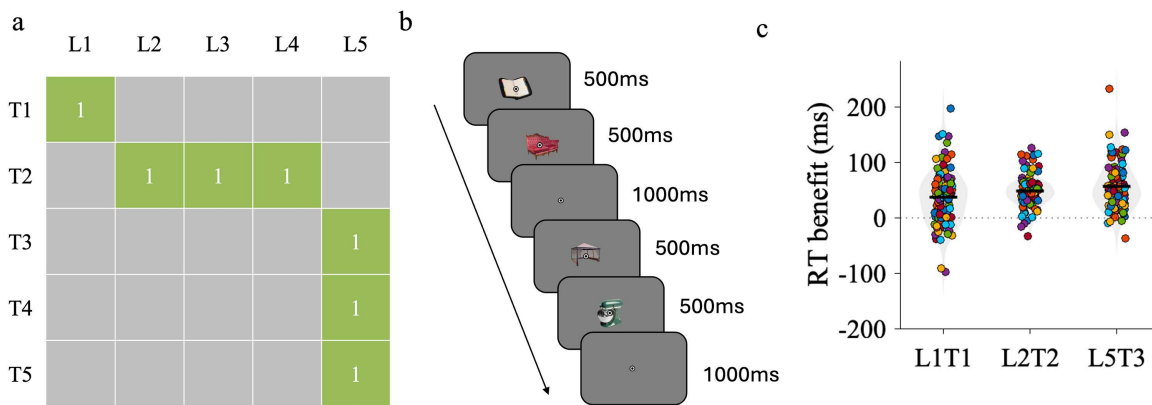 a
L1 L2 L3 L4 L5
T1 1
T2 1 1 1
T3 1
T4 1
T5 1
b
500ms
500ms
1000ms
500ms
500ms
1000ms
c
RT benefit (ms)
200
100
0
-100
-200
L1T1 L2T2 L5T3